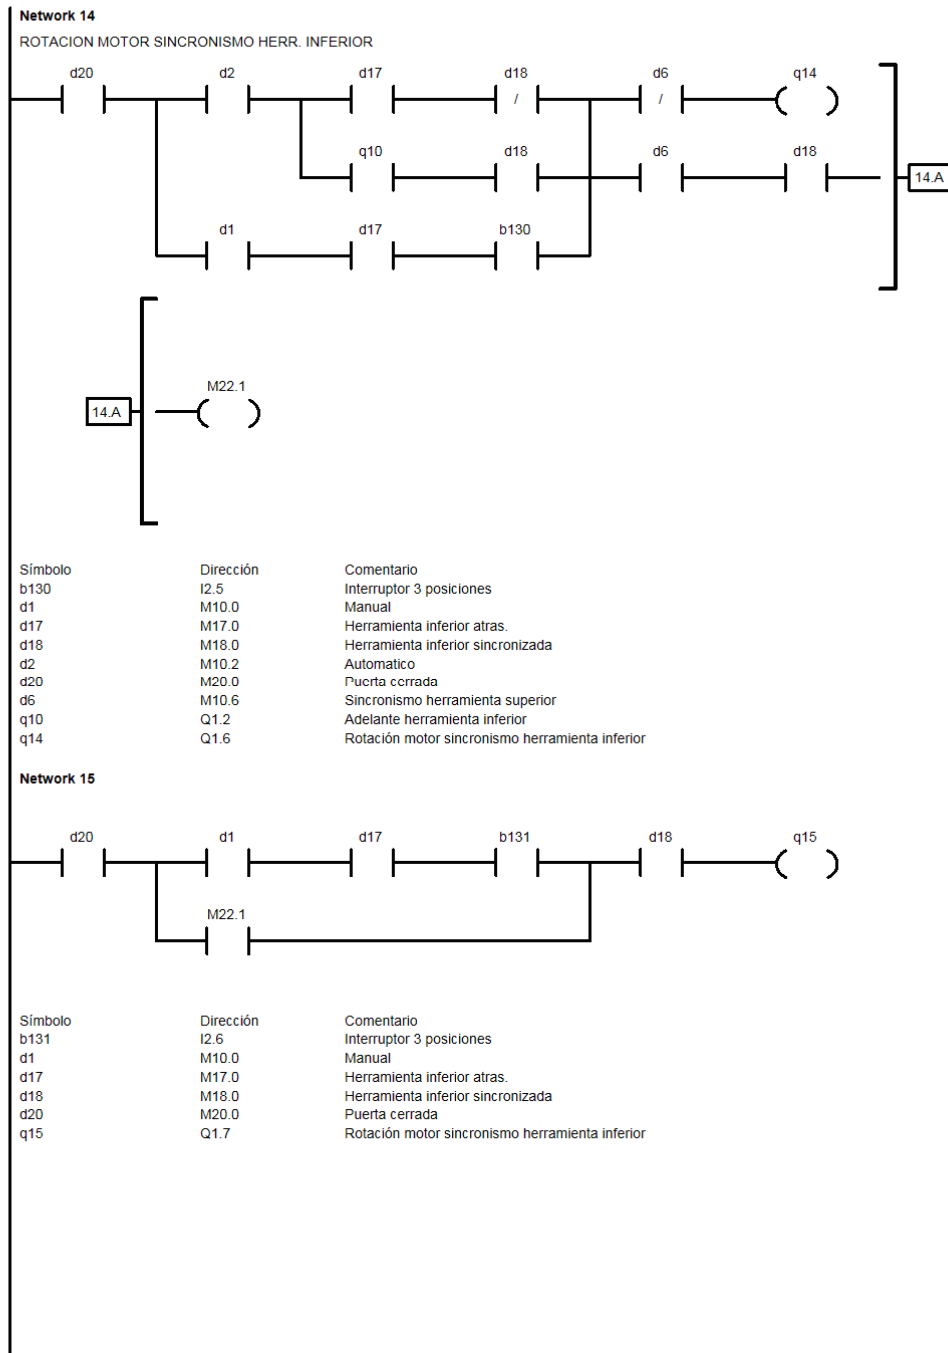 Network 14
ROTACION MOTOR SINCRONISMO HERR. INFERIOR
d20 d2 d17 d18 d6 q14
/ /
q10 d18 d6 d18
14.A
d1 d17 b130
M22.1
14.A
Símbolo Dirección Comentario
b130 I2.5 Interruptor 3 posiciones
d1 M10.0 Manual
d17 M17.0 Herramienta inferior atras.
d18 M18.0 Herramienta inferior sincronizada
d2 M10.2 Automatico
d20 M20.0 Puerta cerrada
d6 M10.6 Sincronismo herramienta superior
q10 Q1.2 Adelante herramienta inferior
q14 Q1.6 Rotación motor sincronismo herramienta inferior
Network 15
d20 d1 d17 b131 d18 q15
M22.1
Símbolo Dirección Comentario
b131 I2.6 Interruptor 3 posiciones
d1 M10.0 Manual
d17 M17.0 Herramienta inferior atras.
d18 M18.0 Herramienta inferior sincronizada
d20 M20.0 Puerta cerrada
q15 Q1.7 Rotación motor sincronismo herramienta inferior